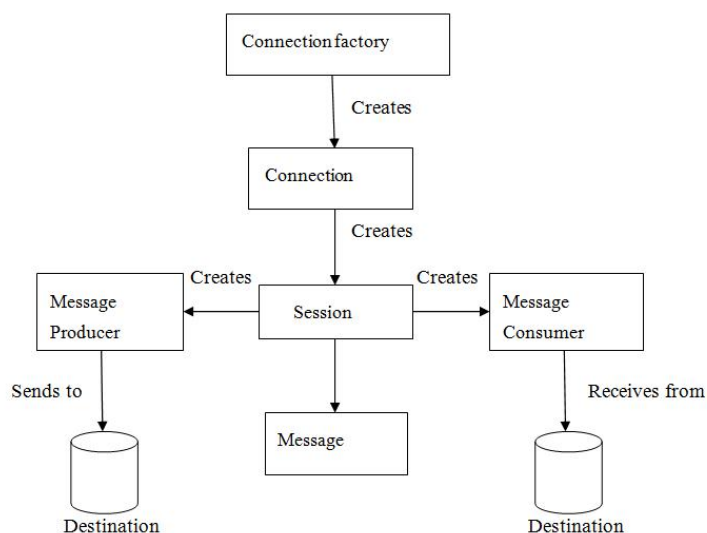 Connection factory
Creates
Connection
Creates
Creates
Creates
Message
Producer
Session
Message
Consumer
Sends to
Receives from
Message
Destination
Destination